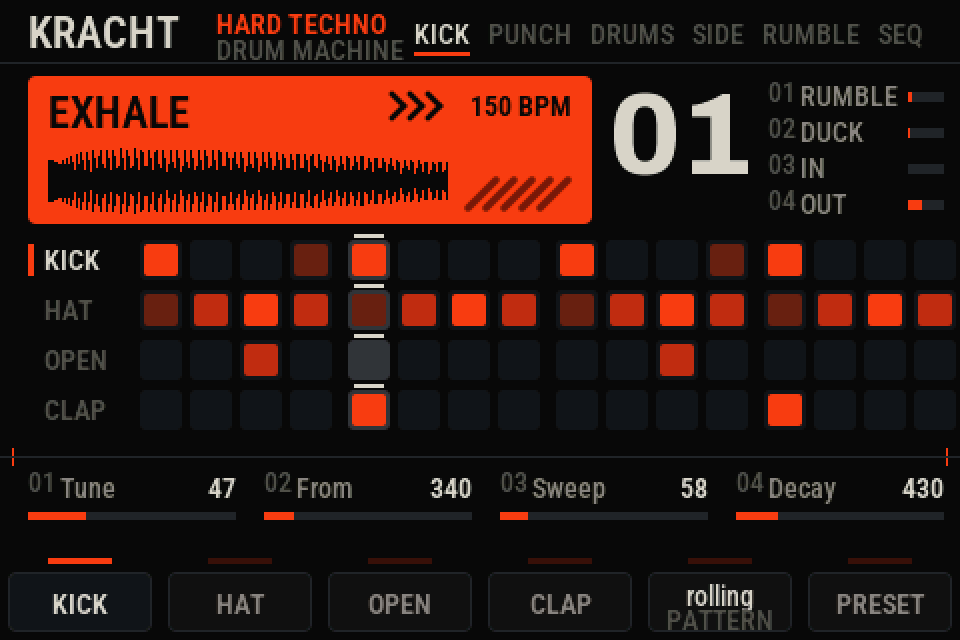 KRACHT
HARD TECHNO
DRUM MACHINE
KICK PUNCH DRUMS SIDE RUMBLE SEQ
EXHALE
150 BPM
01
01 RUMBLE
02 DUCK
03 IN
04 OUT
KICK
HAT
OPEN
CLAP
01 Tune 47
02 From 340
03 Sweep 58
04 Decay 430
KICK
HAT
OPEN
CLAP
rolling
PATTERN
PRESET